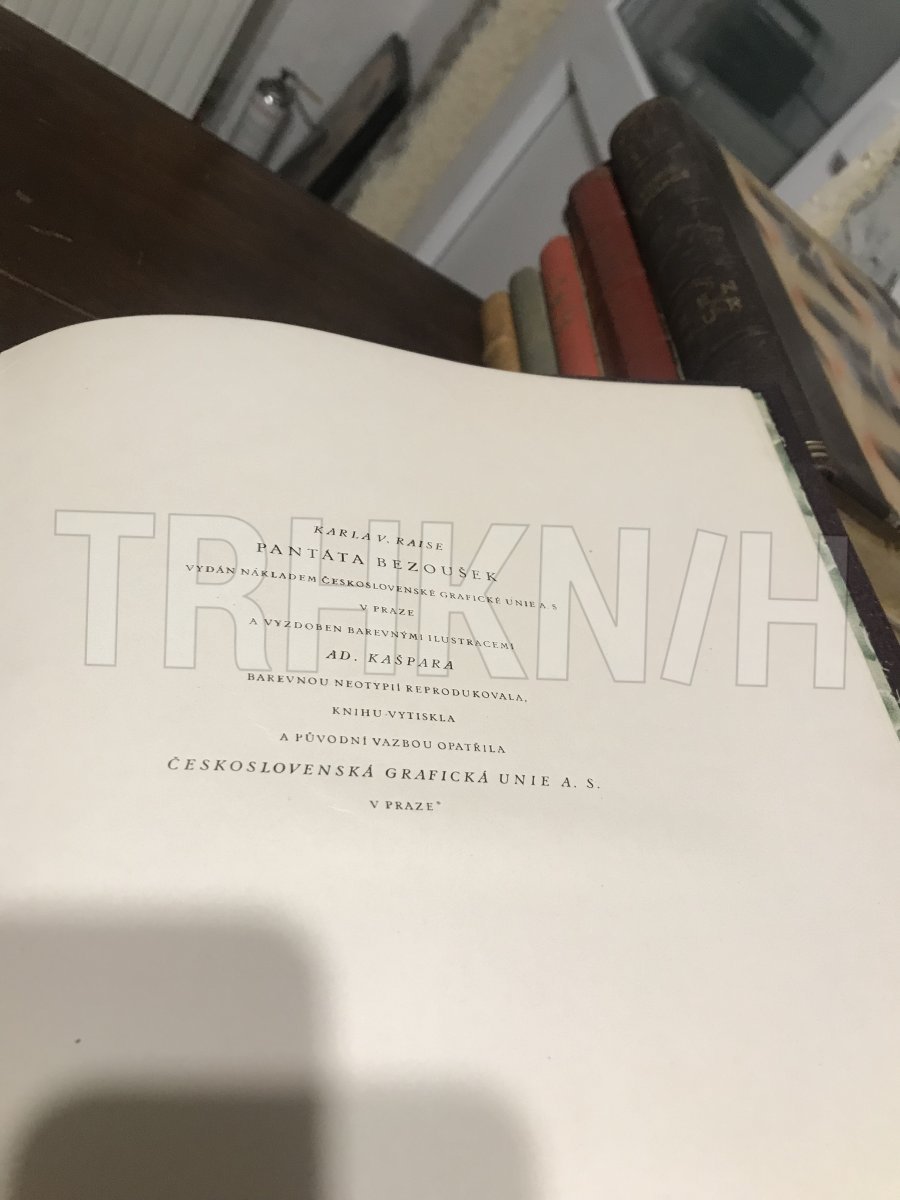 KARLA V. RAISE
PANTÁTA BEZOUŠEK
VYDÁN NÁKLADEM ČESKOSLOVENSKÉ GRAFICKÉ UNIE A. S
V PRAZE
A VYZDOBEN BAREVNÝMI ILUSTRACEMI
AD. KAŠPARA
BAREVNOU NEOTYPIÍ REPRODUKOVALA,
KNIHU VYTISKLA
A PŮVODNÍ VAZBOU OPATŘILA
ČESKOSLOVENSKÁ GRAFICKÁ UNIE A. S.
V PRAZE*
TRHKN/H